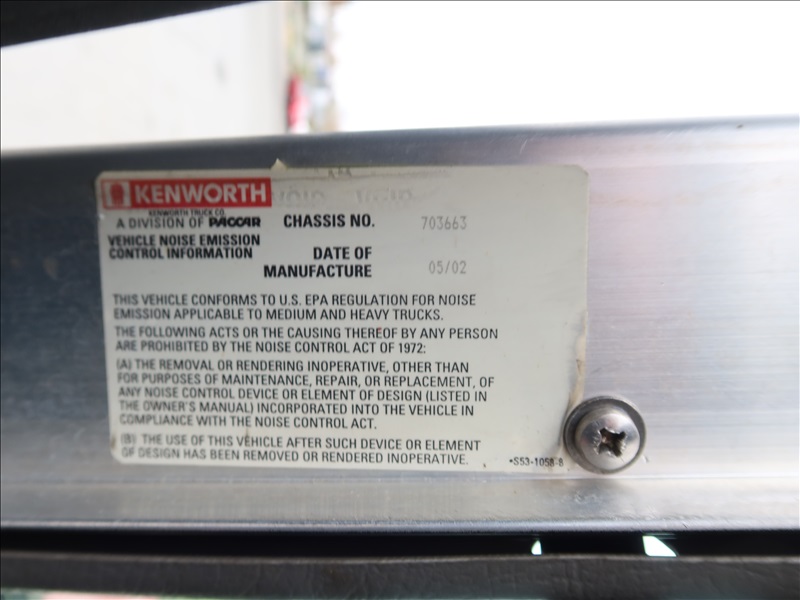 KENWORTH
KENWORTH TRUCK CO.
A DIVISION OF PACCAR
VEHICLE NOISE EMISSION
CONTROL INFORMATION
CHASSIS NO. 703663
DATE OF
MANUFACTURE 05/02
THIS VEHICLE CONFORMS TO U.S. EPA REGULATION FOR NOISE
EMISSION APPLICABLE TO MEDIUM AND HEAVY TRUCKS.
THE FOLLOWING ACTS OR THE CAUSING THEREOF BY ANY PERSON
ARE PROHIBITED BY THE NOISE CONTROL ACT OF 1972:
(A) THE REMOVAL OR RENDERING INOPERATIVE, OTHER THAN
FOR PURPOSES OF MAINTENANCE, REPAIR, OR REPLACEMENT, OF
ANY NOISE CONTROL DEVICE OR ELEMENT OF DESIGN (LISTED IN
THE OWNER'S MANUAL) INCORPORATED INTO THE VEHICLE IN
COMPLIANCE WITH THE NOISE CONTROL ACT.
(B) THE USE OF THIS VEHICLE AFTER SUCH DEVICE OR ELEMENT
OF DESIGN HAS BEEN REMOVED OR RENDERED INOPERATIVE.
•S53-1058-8